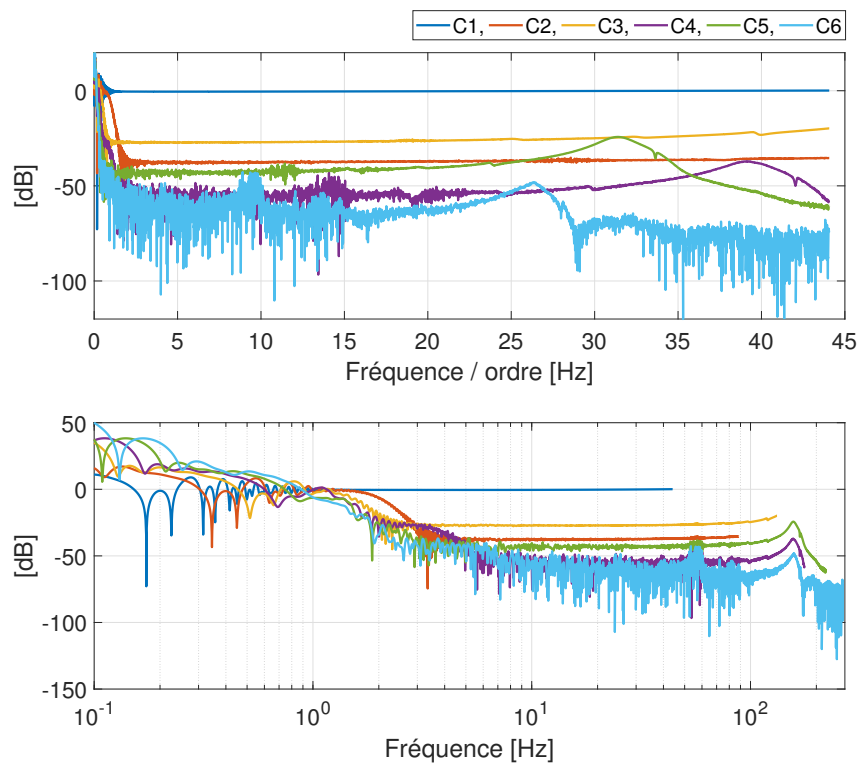 C1, C2, C3, C4, C5, C6
0
-50
-100
[dB]
0 5 10 15 20 25 30 35 40 45
Fréquence / ordre [Hz]
50
0
-50
-100
-150
[dB]
10-1 100 101 102
Fréquence [Hz]